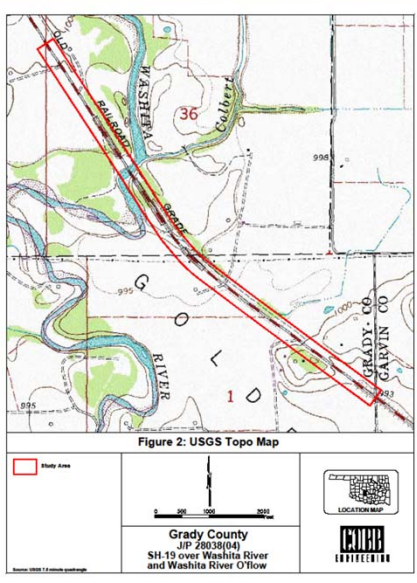 OLD
RAILROAD
GRADE
WASHITA
Colbert
36
998
995
G O L D
RIVER
1
1000
GRADY CO
GARVIN CO
993
995
Figure 2: USGS Topo Map
Study Area
0 500 1000 2000
Feet
Grady County
J/P 28038(04)
SH-19 over Washita River
and Washita River O'flow
LOCATION MAP
COBB
ENGINEERING
Source: USGS 7.5 minute quadrangle